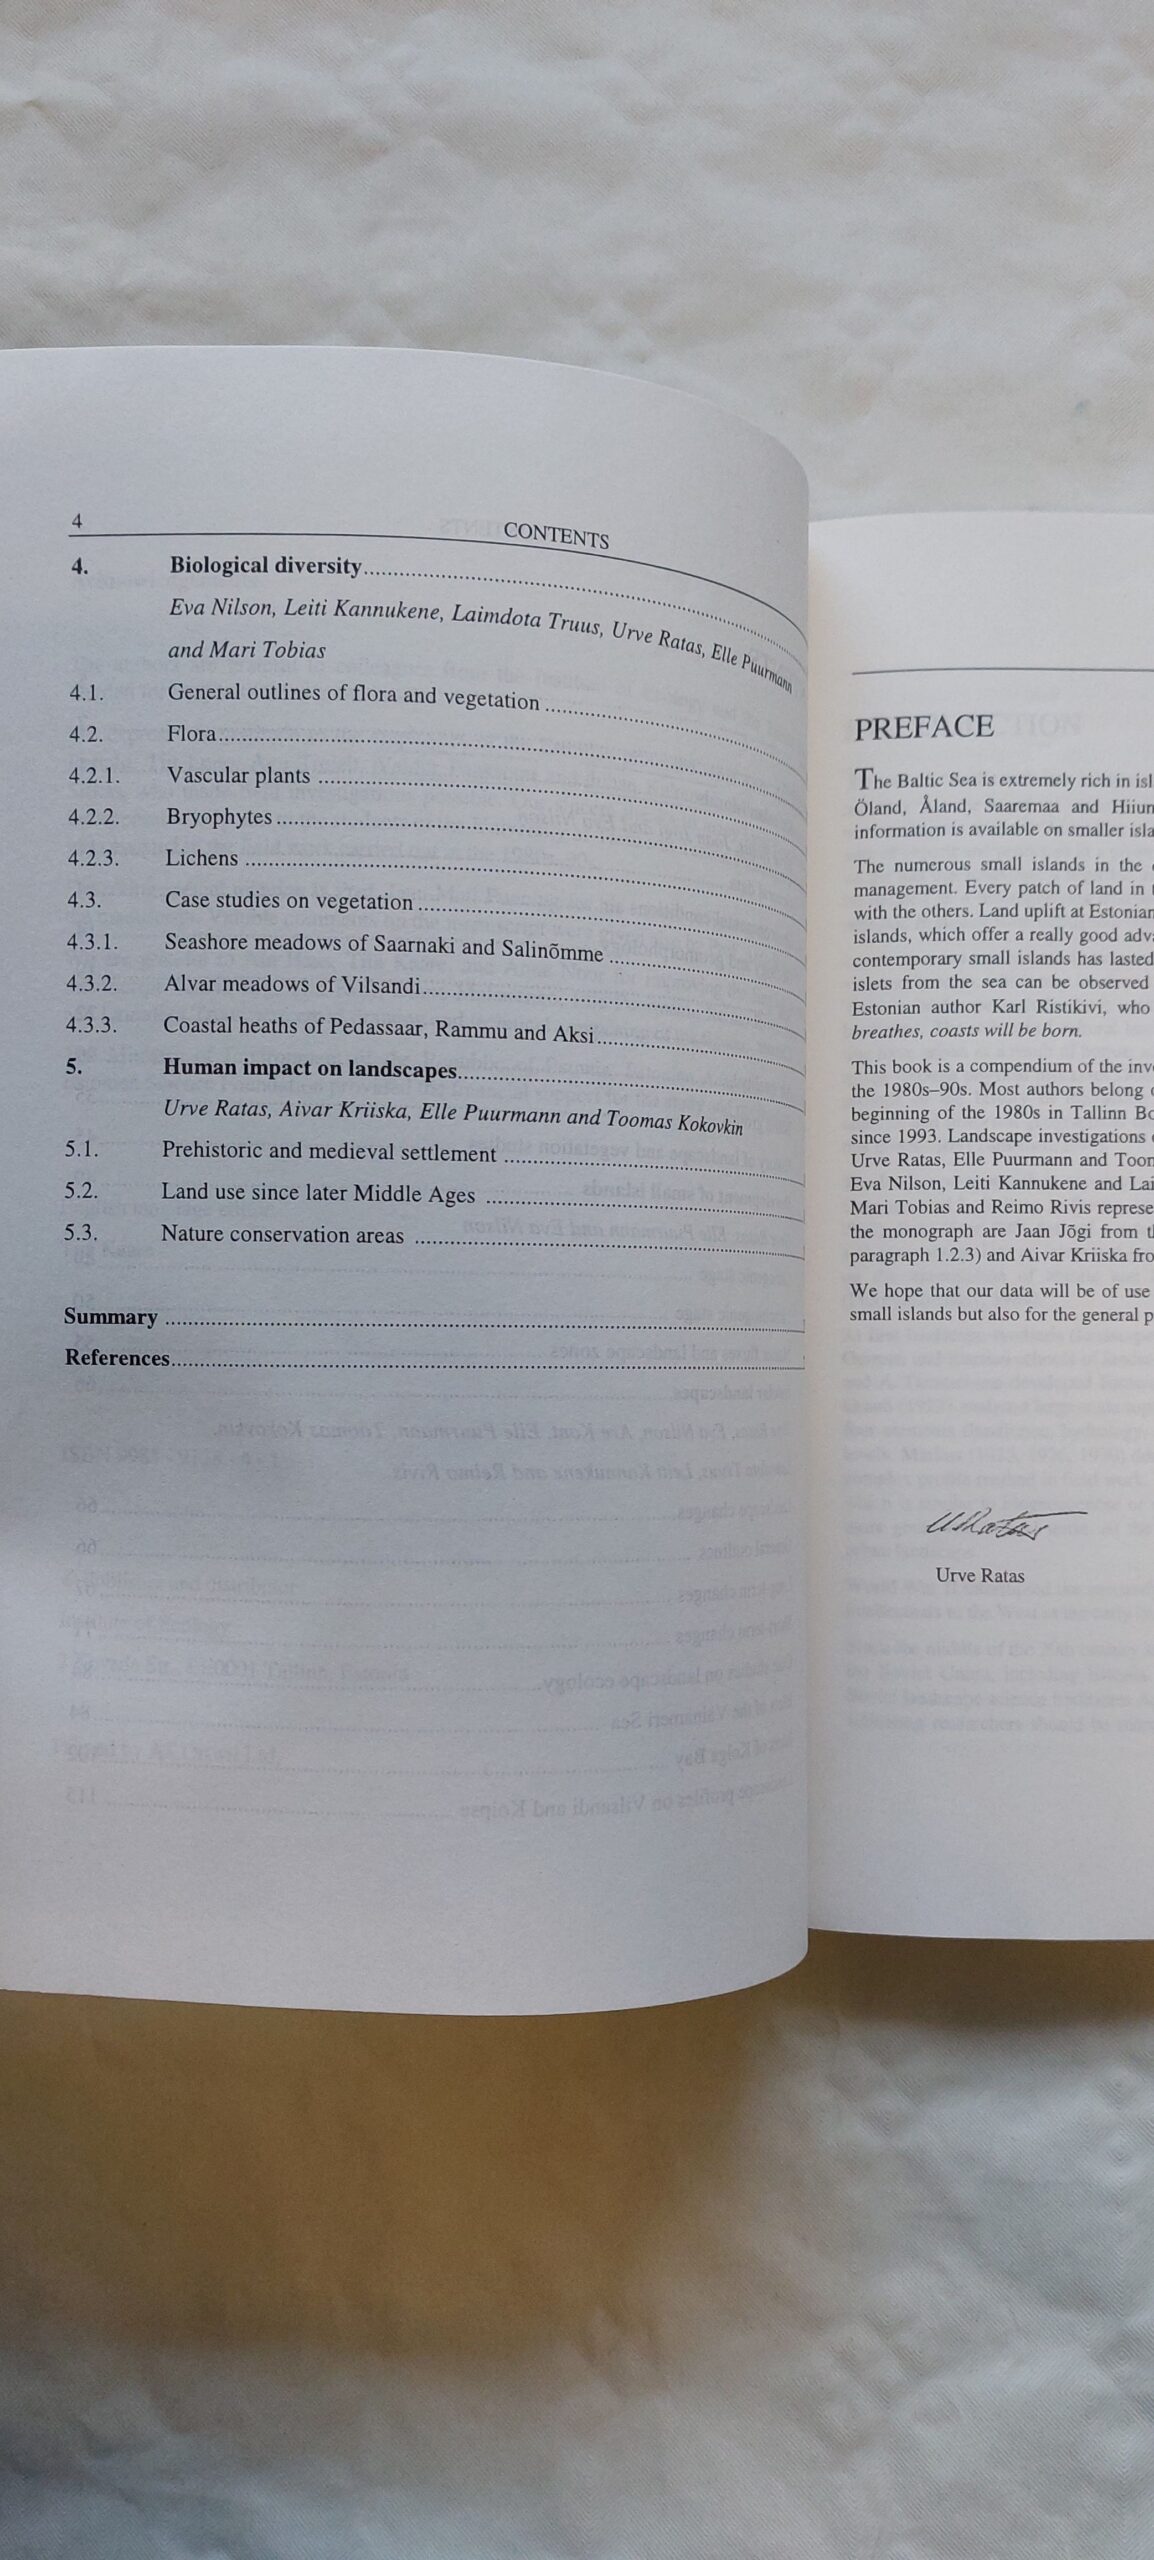 4
CONTENTS
4. Biological diversity
Eva Nilson, Leiti Kannukene, Laimdota Truus, Urve Ratas, Elle Puurmann
and Mari Tobias
4.1. General outlines of flora and vegetation
4.2. Flora
4.2.1. Vascular plants
4.2.2. Bryophytes
4.2.3. Lichens
4.3. Case studies on vegetation
4.3.1. Seashore meadows of Saarnaki and Salinõmme
4.3.2. Alvar meadows of Vilsandi
4.3.3. Coastal heaths of Pedassaar, Rammu and Aksi
5. Human impact on landscapes
Urve Ratas, Aivar Kriiska, Elle Puurmann and Toomas Kokovkin
5.1. Prehistoric and medieval settlement
5.2. Land use since later Middle Ages
5.3. Nature conservation areas
Summary
References
PREFACE
The Baltic Sea is extremely rich in
Öland, Åland, Saaremaa and
information is available on smaller
The numerous small islands in the
management. Every patch of land in
with the others. Land uplift at Estonian
islands, which offer a really good
contemporary small islands has lasted
islets from the sea can be observed
Estonian author Karl Ristikivi, who
breathes, coasts will be born.
This book is a compendium of the
the 1980s–90s. Most authors belong
beginning of the 1980s in Tallinn
since 1993. Landscape investigations
Urve Ratas, Elle Puurmann and
Eva Nilson, Leiti Kannukene and
Mari Tobias and Reimo Rivis
the monograph are Jaan Jõgi from
paragraph 1.2.3) and Aivar Kriiska
We hope that our data will be of use
small islands but also for the general
Urve Ratas